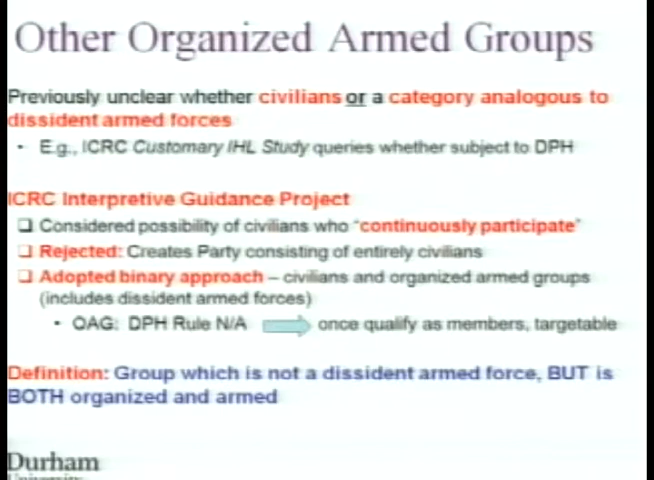 Other Organized Armed Groups
Previously unclear whether civilians or a category analogous to
dissident armed forces
• E.g., ICRC Customary IHL Study queries whether subject to DPH
ICRC Interpretive Guidance Project
❑ Considered possibility of civilians who "continuously participate"
❑ Rejected: Creates Party consisting of entirely civilians
❑ Adopted binary approach – civilians and organized armed groups
(includes dissident armed forces)
• OAG: DPH Rule N/A once qualify as members, targetable
Definition: Group which is not a dissident armed force, BUT is
BOTH organized and armed
Durham
University